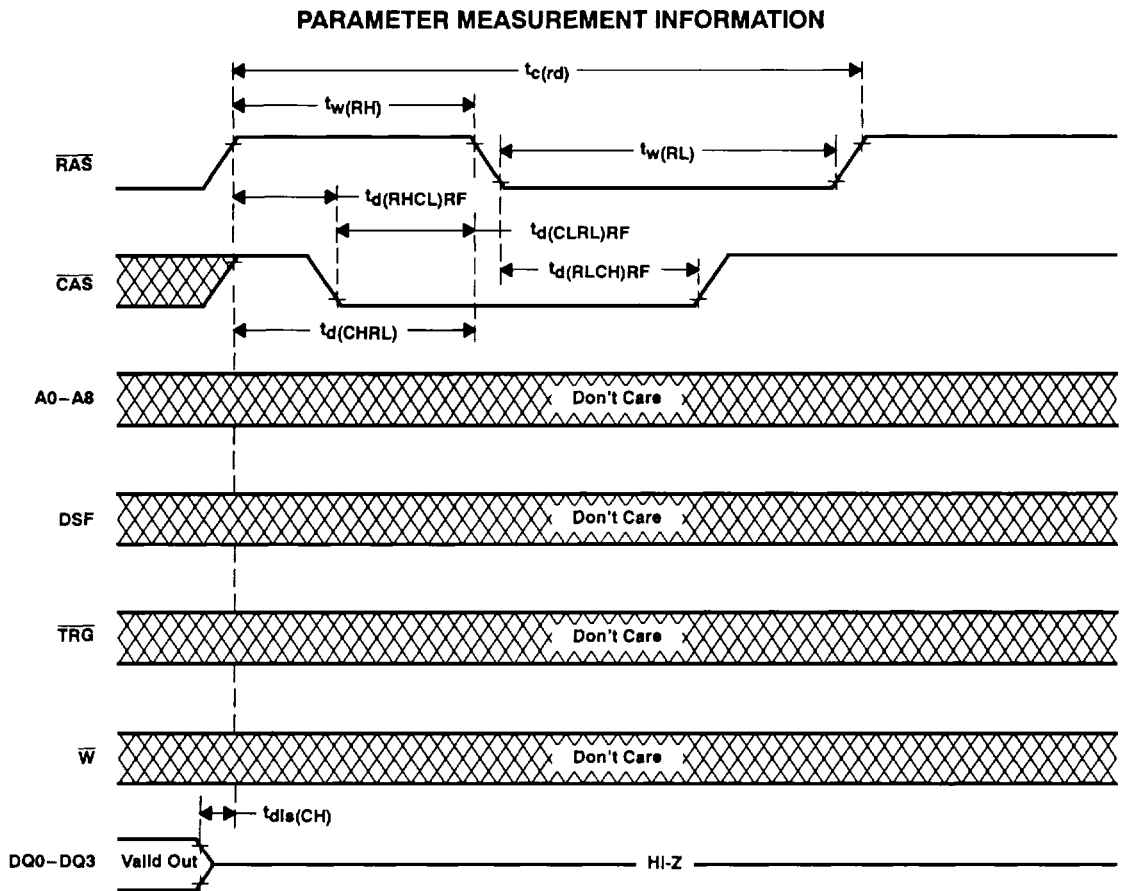 PARAMETER MEASUREMENT INFORMATION
tc(rd)
tw(RH)
RAS
tw(RL)
td(RHCL)RF
td(CLRL)RF
CAS
td(RLCH)RF
td(CHRL)
A0–A8
Don't Care
DSF
Don't Care
TRG
Don't Care
W
Don't Care
tdis(CH)
DQ0–DQ3
Valid Out
HI-Z